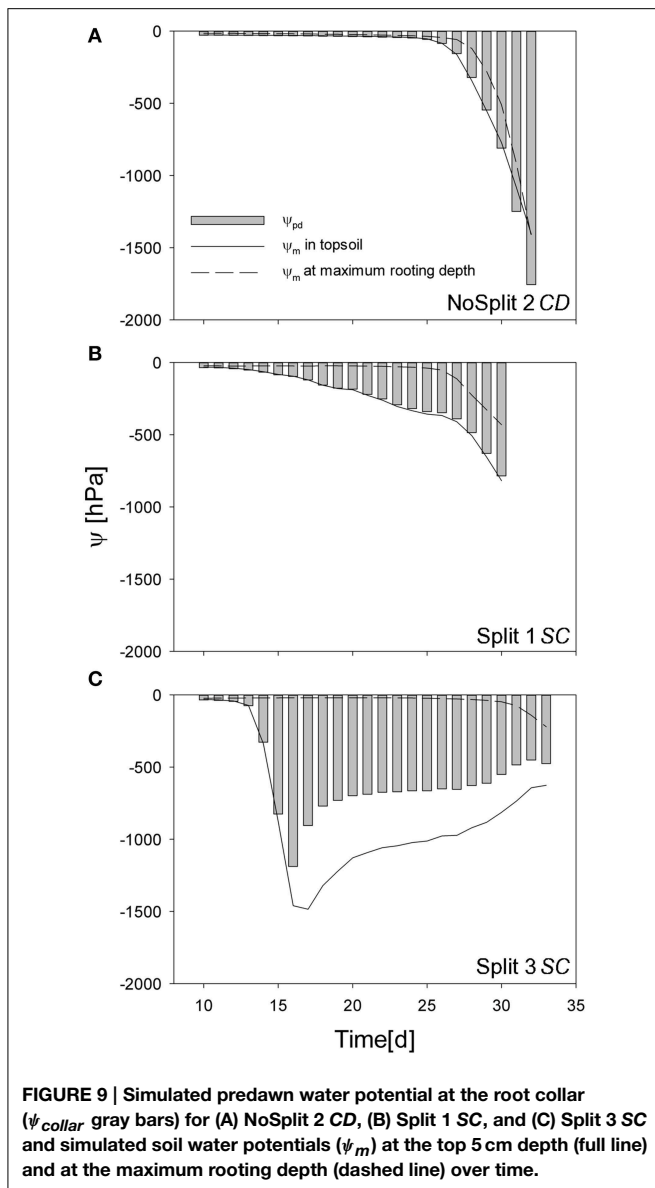 A
0
-500
-1000
-1500
-2000
ψpd
ψm in topsoil
ψm at maximum rooting depth
NoSplit 2 CD
B
0
-500
-1000
-1500
-2000
ψ [hPa]
Split 1 SC
C
0
-500
-1000
-1500
-2000
Split 3 SC
10 15 20 25 30 35
Time[d]
FIGURE 9 | Simulated predawn water potential at the root collar
(ψcollar gray bars) for (A) NoSplit 2 CD, (B) Split 1 SC, and (C) Split 3 SC
and simulated soil water potentials (ψm) at the top 5 cm depth (full line)
and at the maximum rooting depth (dashed line) over time.